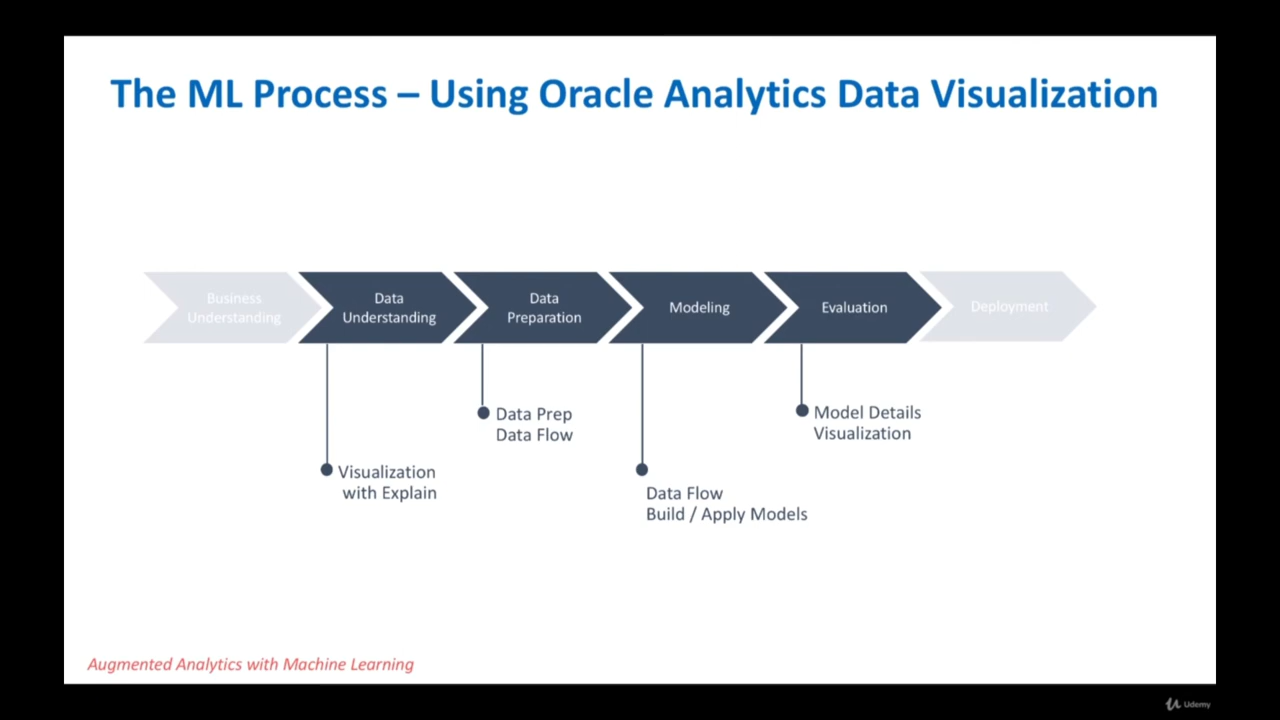 The ML Process – Using Oracle Analytics Data Visualization
Business
Understanding
Data
Understanding
Data
Preparation
Modeling
Evaluation
Deployment
Data Prep
Data Flow
Model Details
Visualization
Visualization
with Explain
Data Flow
Build / Apply Models
Augmented Analytics with Machine Learning
Udemy